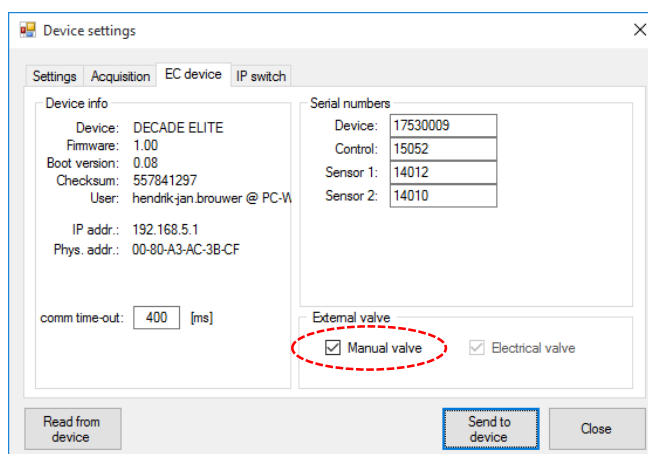 Device settings
Settings Acquisition EC device IP switch
Device info
Device: DECADE ELITE
Firmware: 1.00
Boot version: 0.08
Checksum: 557841297
User: hendrik-jan.brouwer @ PC-W
IP addr.: 192.168.5.1
Phys. addr.: 00-80-A3-AC-3B-CF
comm time-out: 400 [ms]
Serial numbers
Device: 17530009
Control: 15052
Sensor 1: 14012
Sensor 2: 14010
External valve
Manual valve Electrical valve
Read from
device
Send to
device
Close